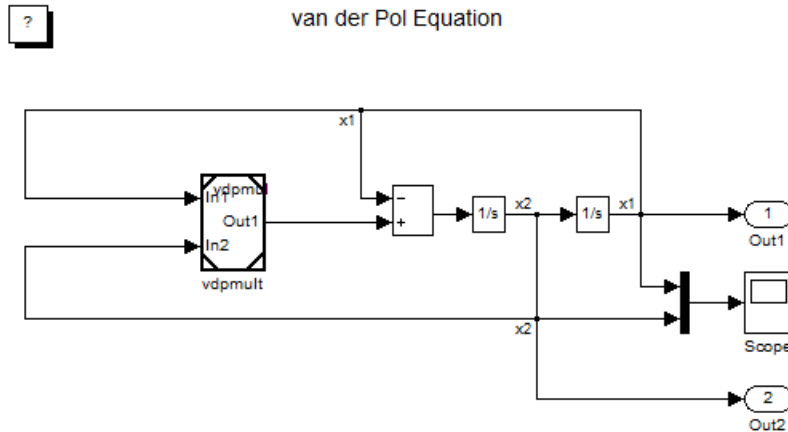 ?
van der Pol Equation
x1
vdpmul
In1
Out1
In2
vdpmult
−
+
1/s
x2
1/s
x1
1
Out1
x2
Scope
2
Out2